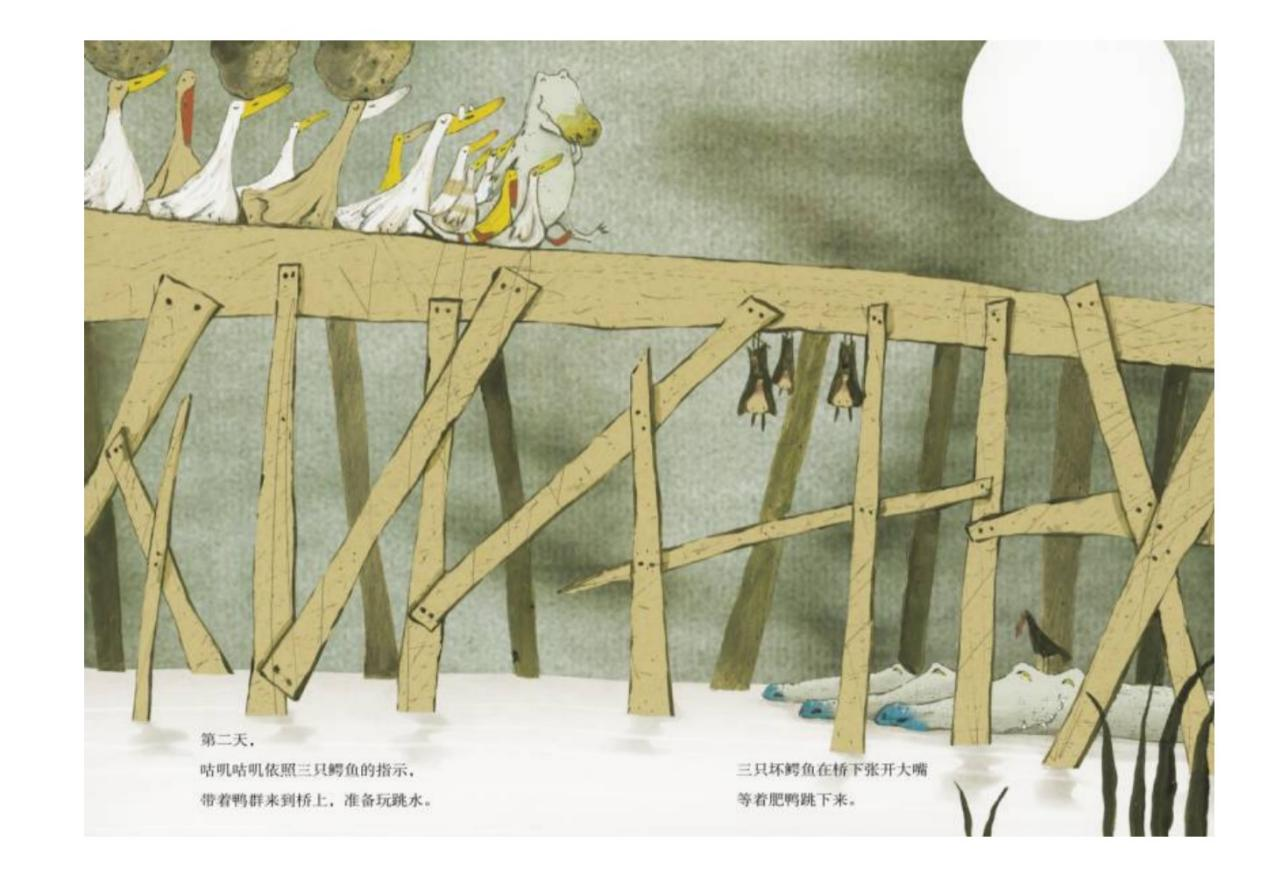 第二天，
咕叽咕叽依照三只鳄鱼的指示，
带着鸭群来到桥上，准备玩跳水。
三只坏鳄鱼在桥下张开大嘴
等着肥鸭跳下来。